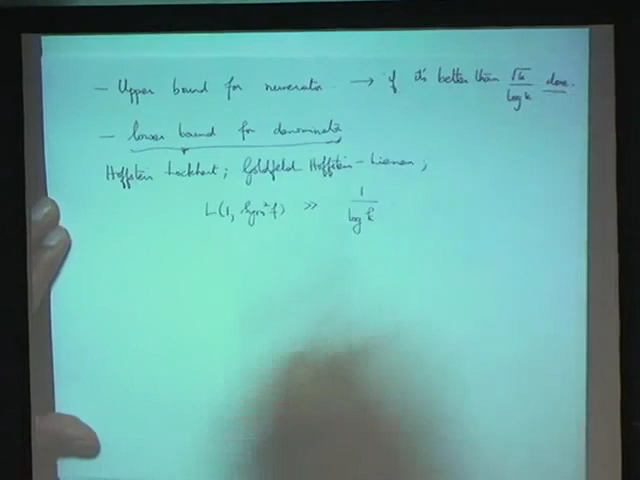 – Upper bound for numerator → if it's better than √k / log k done.
– Lower bound for denominator
Hoffstein Lockhart; Goldfeld Hoffstein – Lieman;
L(1, sym²f) >> 1 / log k